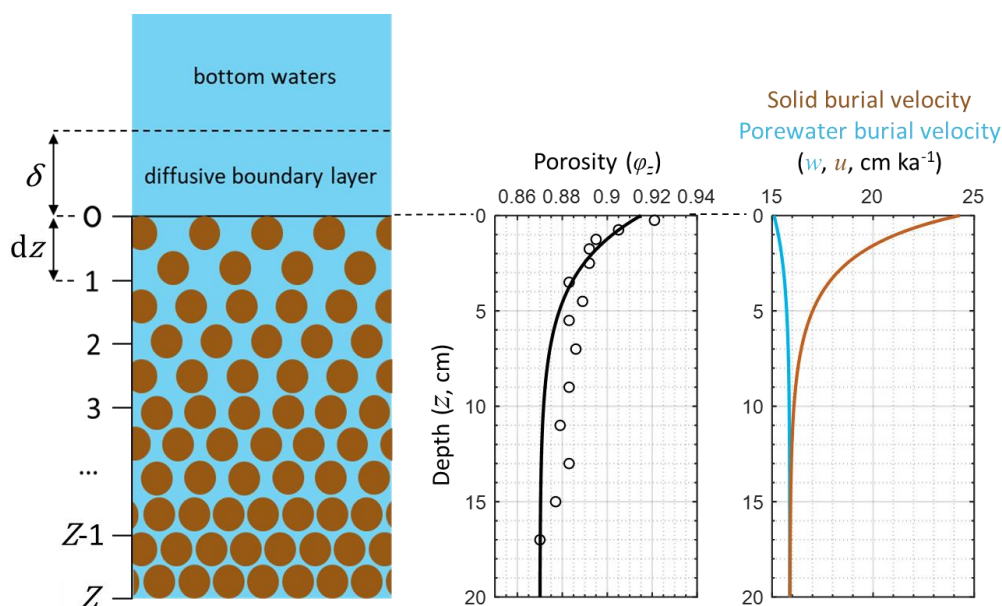 bottom waters
δ
diffusive boundary layer
0
dz
1
2
3
...
Z-1
Z
Porosity (φz)
0.86 0.88 0.9 0.92 0.94
0
5
10
15
20
Depth (z, cm)
Solid burial velocity
Porewater burial velocity
(w, u, cm ka-1)
15 20 25
0
5
10
15
20